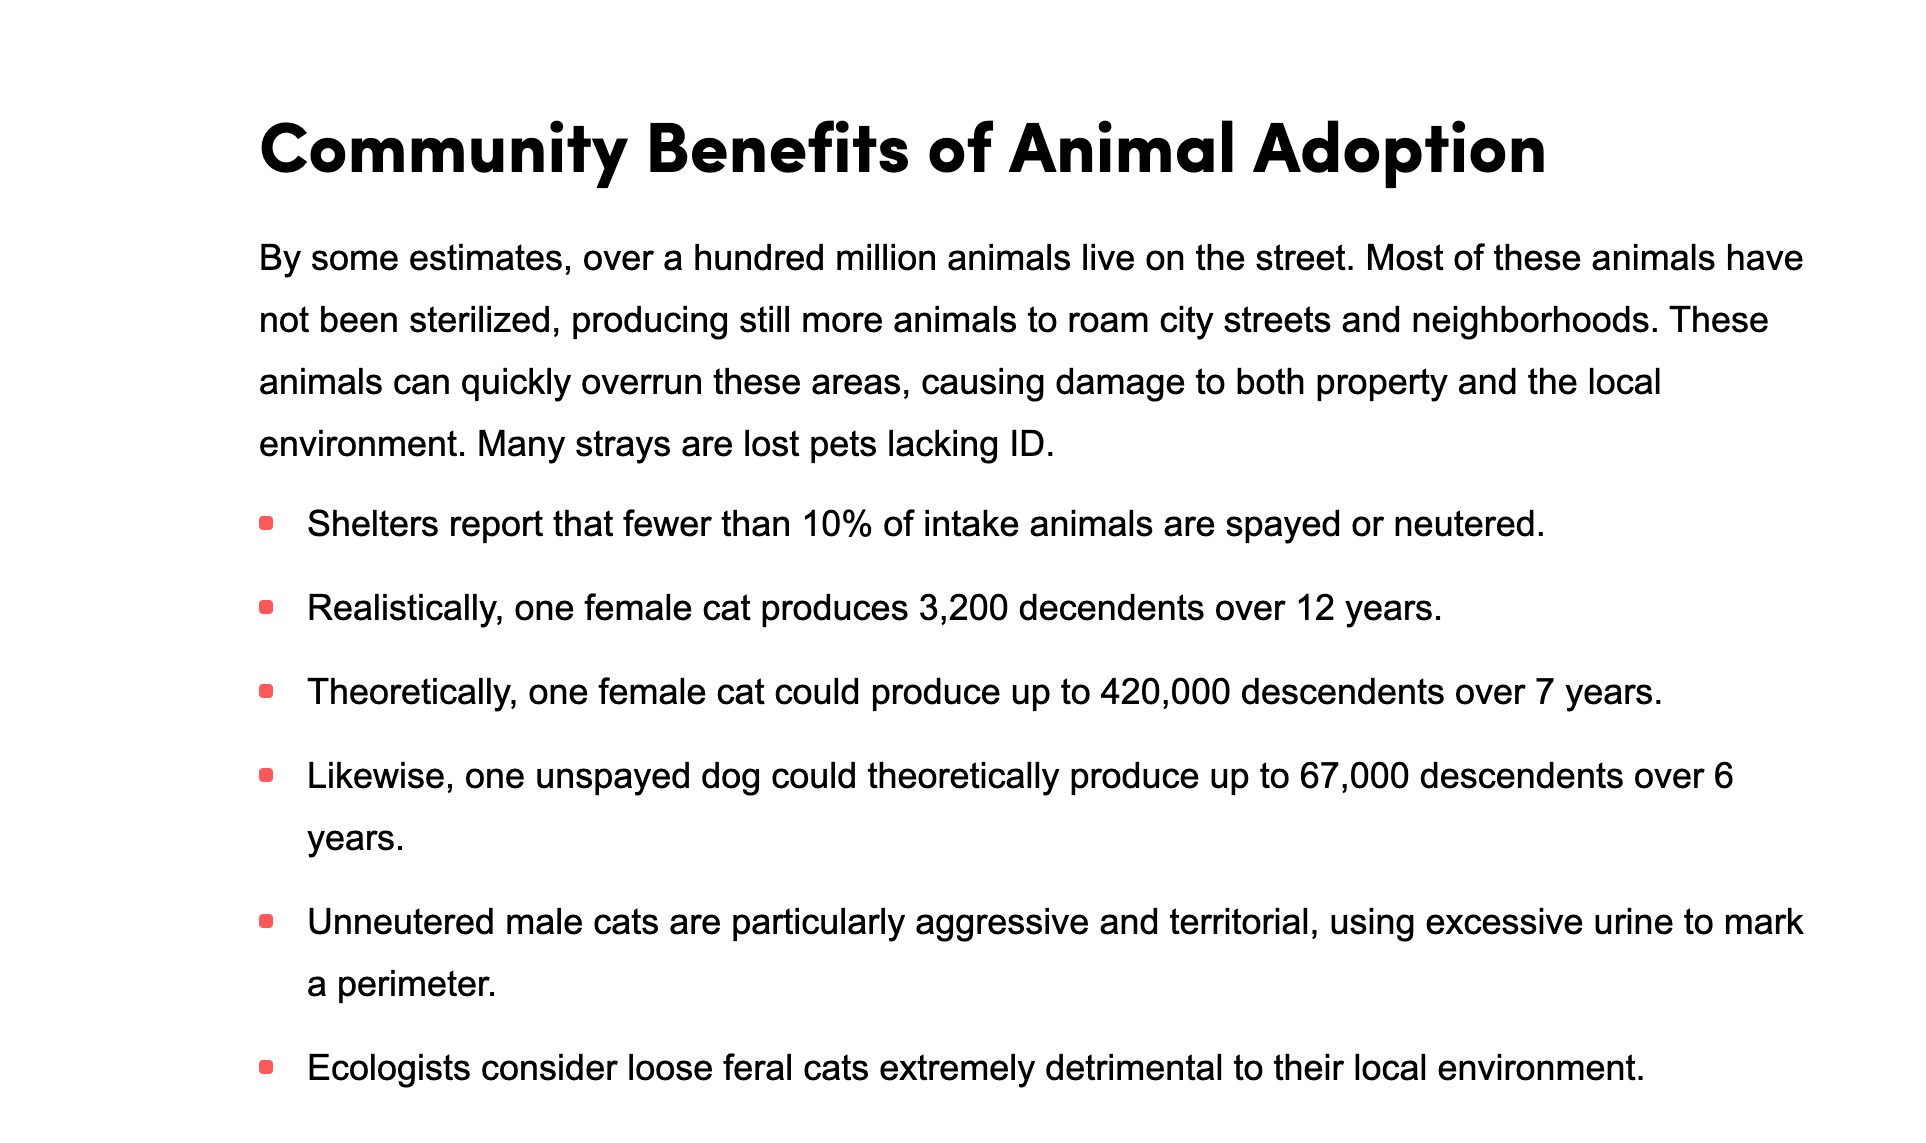 Community Benefits of Animal Adoption
By some estimates, over a hundred million animals live on the street. Most of these animals have
not been sterilized, producing still more animals to roam city streets and neighborhoods. These
animals can quickly overrun these areas, causing damage to both property and the local
environment. Many strays are lost pets lacking ID.
Shelters report that fewer than 10% of intake animals are spayed or neutered.
Realistically, one female cat produces 3,200 decendents over 12 years.
Theoretically, one female cat could produce up to 420,000 descendents over 7 years.
Likewise, one unspayed dog could theoretically produce up to 67,000 descendents over 6
years.
Unneutered male cats are particularly aggressive and territorial, using excessive urine to mark
a perimeter.
Ecologists consider loose feral cats extremely detrimental to their local environment.